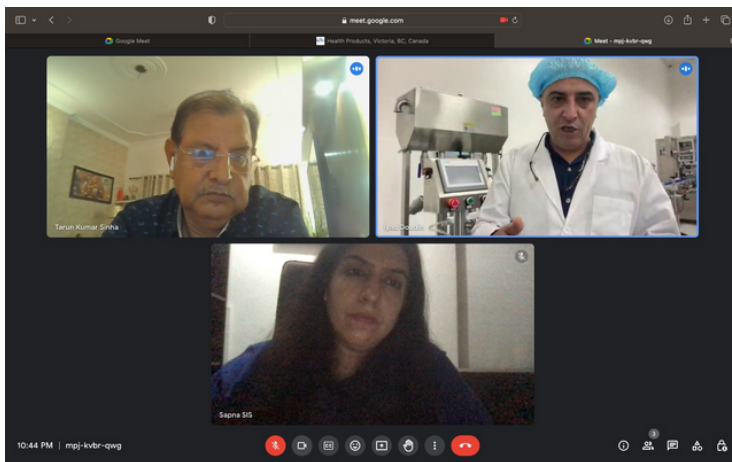 meet.google.com
Google Meet
Health Products, Victoria, BC, Canada
Meet - mpj-kvbr-qwg
Tarun Kumar Sinha
Sapna SIS
3
10:44 PM | mpj-kvbr-qwg